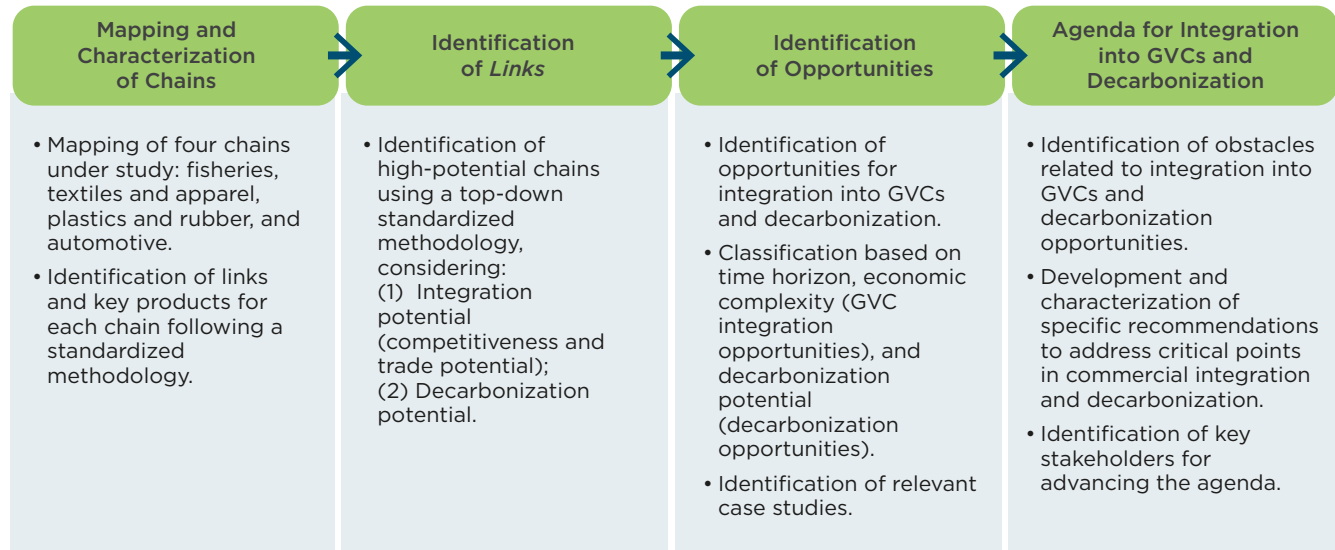 Mapping and
Characterization
of Chains
• Mapping of four chains
under study: fisheries,
textiles and apparel,
plastics and rubber, and
automotive.
• Identification of links
and key products for
each chain following a
standardized
methodology.
Identification
of Links
• Identification of
high-potential chains
using a top-down
standardized
methodology,
considering:
(1) Integration
potential
(competitiveness and
trade potential);
(2) Decarbonization
potential.
Identification
of Opportunities
• Identification of
opportunities for
integration into GVCs
and decarbonization.
• Classification based on
time horizon, economic
complexity (GVC
integration
opportunities), and
decarbonization
potential
(decarbonization
opportunities).
• Identification of relevant
case studies.
Agenda for Integration
into GVCs and
Decarbonization
• Identification of obstacles
related to integration into
GVCs and
decarbonization
opportunities.
• Development and
characterization of
specific recommendations
to address critical points
in commercial integration
and decarbonization.
• Identification of key
stakeholders for
advancing the agenda.